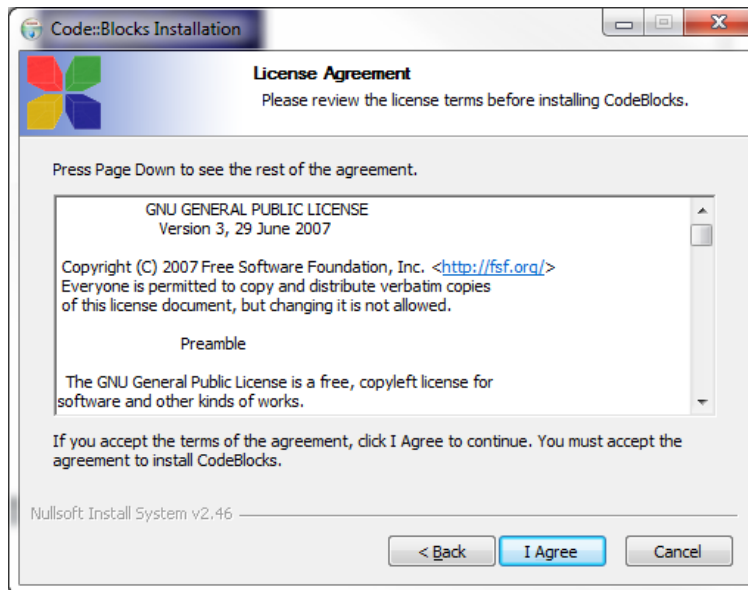 Code::Blocks Installation
License Agreement
Please review the license terms before installing CodeBlocks.
Press Page Down to see the rest of the agreement.
GNU GENERAL PUBLIC LICENSE
Version 3, 29 June 2007
Copyright (C) 2007 Free Software Foundation, Inc. <http://fsf.org/>
Everyone is permitted to copy and distribute verbatim copies
of this license document, but changing it is not allowed.
Preamble
The GNU General Public License is a free, copyleft license for
software and other kinds of works.
If you accept the terms of the agreement, click I Agree to continue. You must accept the
agreement to install CodeBlocks.
Nullsoft Install System v2.46
< Back I Agree Cancel